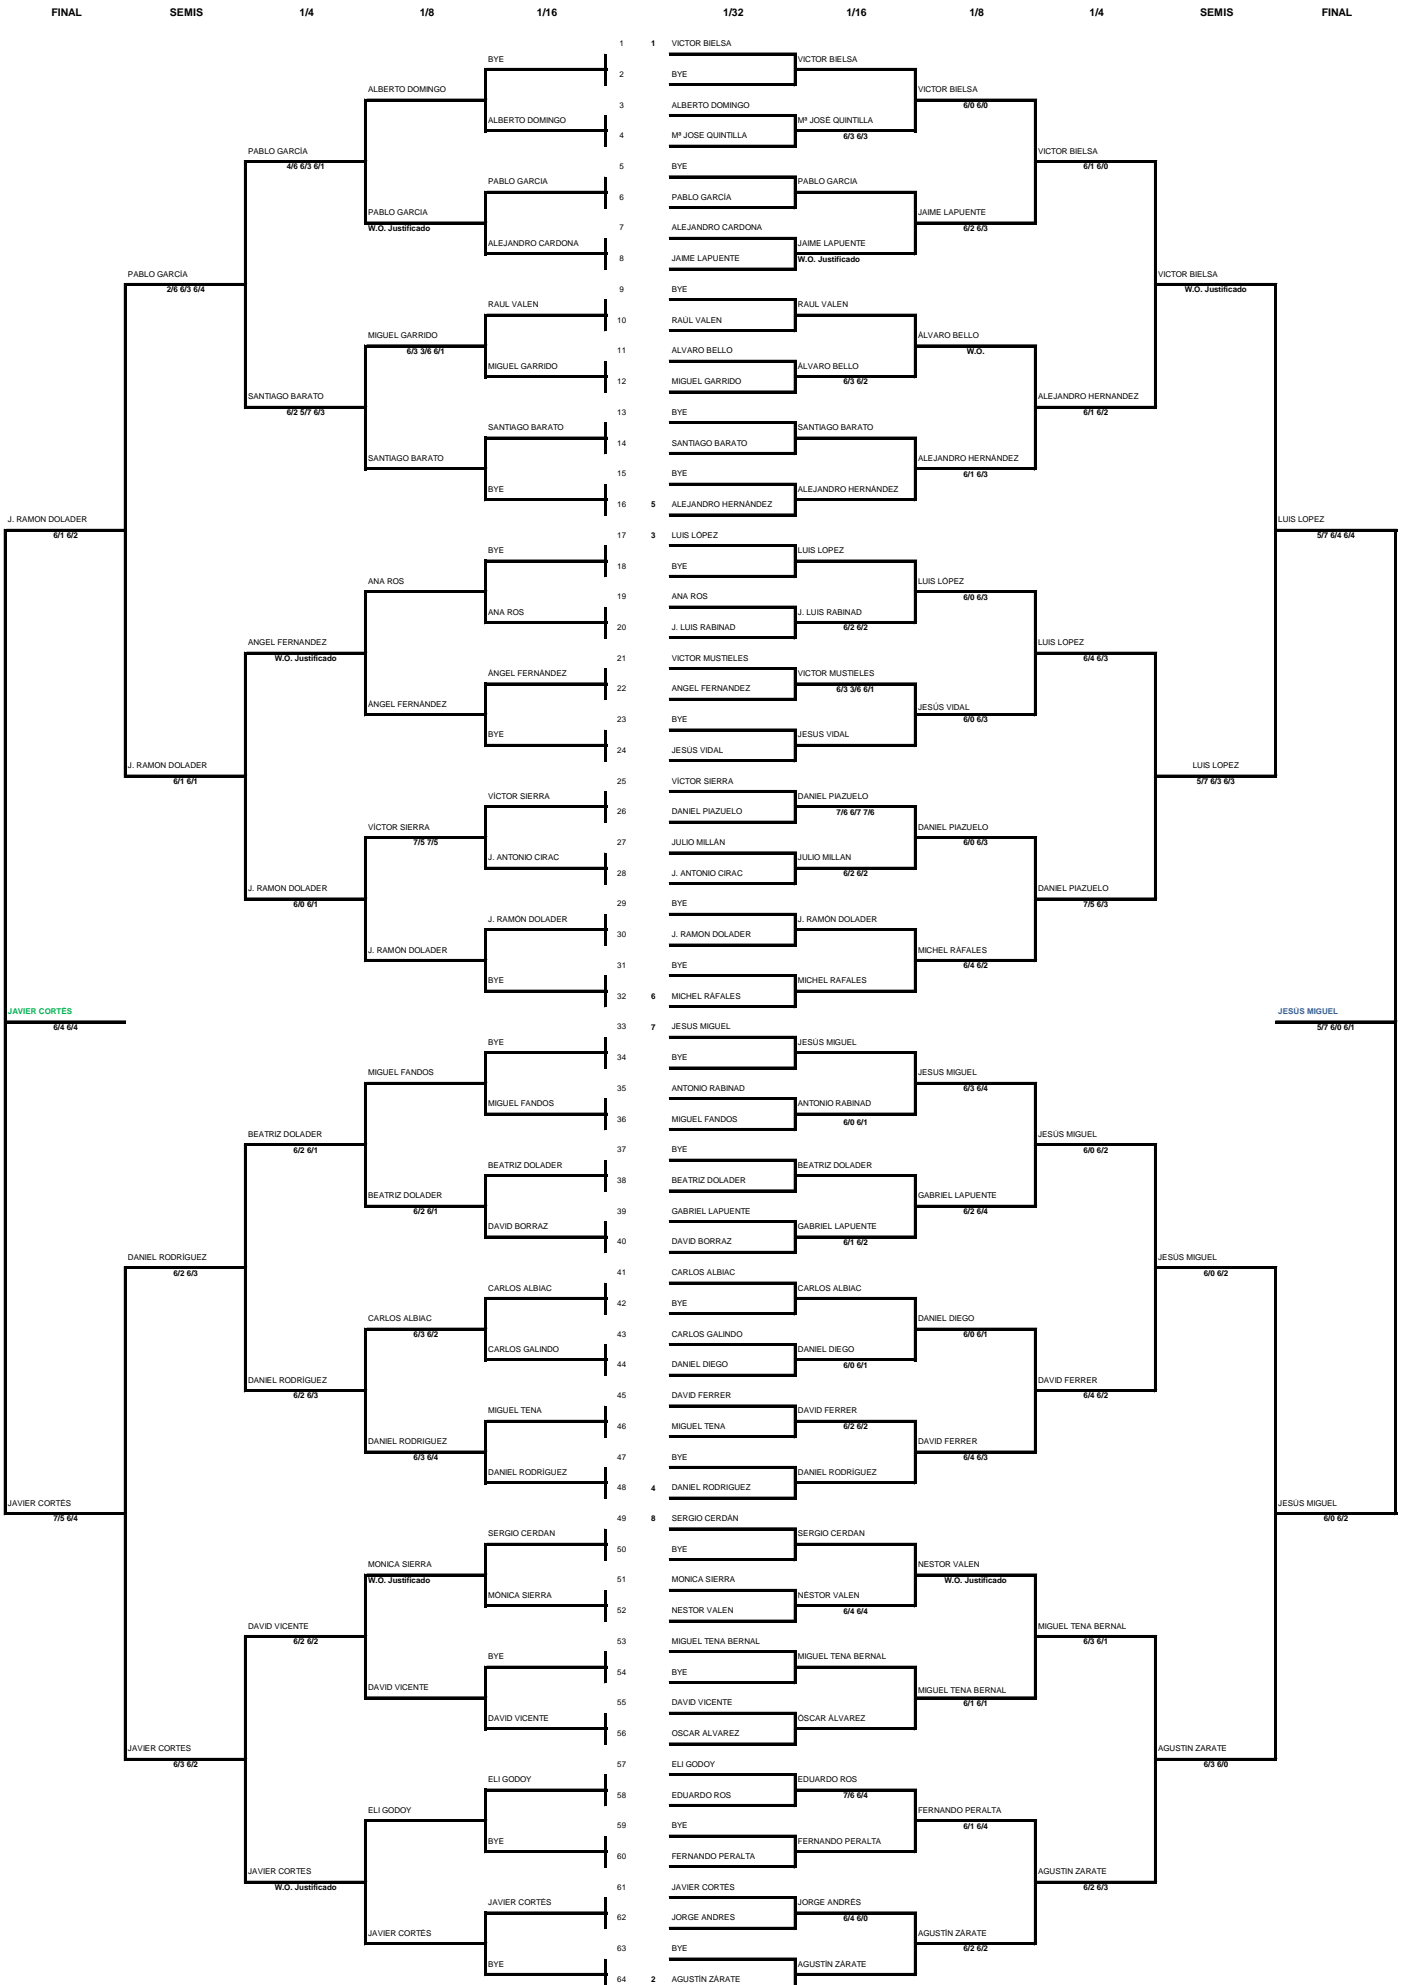 FINAL SEMIS 1/4 1/8 1/16 1/32 1/16 1/8 1/4 SEMIS FINAL
J. RAMON DOLADER
6/1 6/2
JAVIER CORTÉS
6/4 6/4
JAVIER CORTÉS
7/5 6/4
PABLO GARCÍA
2/6 6/3 6/4
J. RAMON DOLADER
6/1 6/1
DANIEL RODRÍGUEZ
6/2 6/3
JAVIER CORTES
6/3 6/2
PABLO GARCÍA
4/6 6/3 6/1
SANTIAGO BARATO
6/2 5/7 6/3
ANGEL FERNANDEZ
W.O. Justificado
J. RAMON DOLADER
6/0 6/1
BEATRIZ DOLADER
6/2 6/1
DANIEL RODRÍGUEZ
6/2 6/3
DAVID VICENTE
6/2 6/2
JAVIER CORTES
W.O. Justificado
ALBERTO DOMINGO
PABLO GARCIA
W.O. Justificado
MIGUEL GARRIDO
6/3 3/6 6/1
SANTIAGO BARATO
ANA ROS
ÁNGEL FERNÁNDEZ
VÍCTOR SIERRA
7/5 7/5
J. RAMÓN DOLADER
MIGUEL FANDOS
BEATRIZ DOLADER
6/2 6/1
CARLOS ALBIAC
6/3 6/2
DANIEL RODRIGUEZ
6/3 6/4
MONICA SIERRA
W.O. Justificado
DAVID VICENTE
ELI GODOY
JAVIER CORTÉS
BYE
ALBERTO DOMINGO
PABLO GARCIA
ALEJANDRO CARDONA
RAUL VALEN
MIGUEL GARRIDO
SANTIAGO BARATO
BYE
BYE
ANA ROS
ÁNGEL FERNÁNDEZ
BYE
VÍCTOR SIERRA
J. ANTONIO CIRAC
J. RAMÓN DOLADER
BYE
BYE
MIGUEL FANDOS
BEATRIZ DOLADER
DAVID BORRAZ
CARLOS ALBIAC
CARLOS GALINDO
MIGUEL TENA
DANIEL RODRÍGUEZ
SERGIO CERDAN
MÓNICA SIERRA
BYE
DAVID VICENTE
ELI GODOY
BYE
JAVIER CORTÉS
BYE
1 1 VICTOR BIELSA
2 BYE
3 ALBERTO DOMINGO
4 Mª JOSE QUINTILLA
5 BYE
6 PABLO GARCÍA
7 ALEJANDRO CARDONA
8 JAIME LAPUENTE
9 BYE
10 RAÚL VALEN
11 ALVARO BELLO
12 MIGUEL GARRIDO
13 BYE
14 SANTIAGO BARATO
15 BYE
16 5 ALEJANDRO HERNÁNDEZ
17 3 LUIS LÓPEZ
18 BYE
19 ANA ROS
20 J. LUIS RABINAD
21 VICTOR MUSTIELES
22 ANGEL FERNANDEZ
23 BYE
24 JESÚS VIDAL
25 VÍCTOR SIERRA
26 DANIEL PIAZUELO
27 JULIO MILLÁN
28 J. ANTONIO CIRAC
29 BYE
30 J. RAMON DOLADER
31 BYE
32 6 MICHEL RÁFALES
33 7 JESUS MIGUEL
34 BYE
35 ANTONIO RABINAD
36 MIGUEL FANDOS
37 BYE
38 BEATRIZ DOLADER
39 GABRIEL LAPUENTE
40 DAVID BORRAZ
41 CARLOS ALBIAC
42 BYE
43 CARLOS GALINDO
44 DANIEL DIEGO
45 DAVID FERRER
46 MIGUEL TENA
47 BYE
48 4 DANIEL RODRIGUEZ
49 8 SERGIO CERDÁN
50 BYE
51 MONICA SIERRA
52 NESTOR VALEN
53 MIGUEL TENA BERNAL
54 BYE
55 DAVID VICENTE
56 OSCAR ALVAREZ
57 ELI GODOY
58 EDUARDO ROS
59 BYE
60 FERNANDO PERALTA
61 JAVIER CORTÉS
62 JORGE ANDRES
63 BYE
64 2 AGUSTÍN ZÁRATE
VICTOR BIELSA
Mª JOSÉ QUINTILLA
6/3 6/3
PABLO GARCIA
JAIME LAPUENTE
W.O. Justificado
RAUL VALEN
ÁLVARO BELLO
6/3 6/2
SANTIAGO BARATO
ALEJANDRO HERNÁNDEZ
LUIS LOPEZ
J. LUIS RABINAD
6/2 6/2
VICTOR MUSTIELES
6/3 3/6 6/1
JESUS VIDAL
DANIEL PIAZUELO
7/6 6/7 7/6
JULIO MILLAN
6/2 6/2
J. RAMÓN DOLADER
MICHEL RAFALES
JESÚS MIGUEL
ANTONIO RABINAD
6/0 6/1
BEATRIZ DOLADER
GABRIEL LAPUENTE
6/1 6/2
CARLOS ALBIAC
DANIEL DIEGO
6/0 6/1
DAVID FERRER
6/2 6/2
DANIEL RODRÍGUEZ
SERGIO CERDAN
NÉSTOR VALEN
6/4 6/4
MIGUEL TENA BERNAL
ÓSCAR ÁLVAREZ
EDUARDO ROS
7/6 6/4
FERNANDO PERALTA
JORGE ANDRÉS
6/4 6/0
AGUSTÍN ZÁRATE
VICTOR BIELSA
6/0 6/0
JAIME LAPUENTE
6/2 6/3
ÁLVARO BELLO
W.O.
ALEJANDRO HERNÁNDEZ
6/1 6/3
LUIS LÓPEZ
6/0 6/3
JESÚS VIDAL
6/0 6/3
DANIEL PIAZUELO
6/0 6/3
MICHEL RÁFALES
6/4 6/2
JESUS MIGUEL
6/3 6/4
GABRIEL LAPUENTE
6/2 6/4
DANIEL DIEGO
6/0 6/1
DAVID FERRER
6/4 6/3
NESTOR VALEN
W.O. Justificado
MIGUEL TENA BERNAL
6/1 6/1
FERNANDO PERALTA
6/1 6/4
AGUSTÍN ZÁRATE
6/2 6/2
VICTOR BIELSA
6/1 6/0
ALEJANDRO HERNANDEZ
6/1 6/2
LUIS LOPEZ
6/4 6/3
DANIEL PIAZUELO
7/5 6/3
JESÚS MIGUEL
6/0 6/2
DAVID FERRER
6/4 6/2
MIGUEL TENA BERNAL
6/3 6/1
AGUSTIN ZARATE
6/2 6/3
VICTOR BIELSA
W.O. Justificado
LUIS LOPEZ
5/7 6/3 6/3
JESÚS MIGUEL
6/0 6/2
AGUSTIN ZARATE
6/3 6/0
LUIS LOPEZ
5/7 6/4 6/4
JESÚS MIGUEL
5/7 6/0 6/1
JESÚS MIGUEL
6/0 6/2